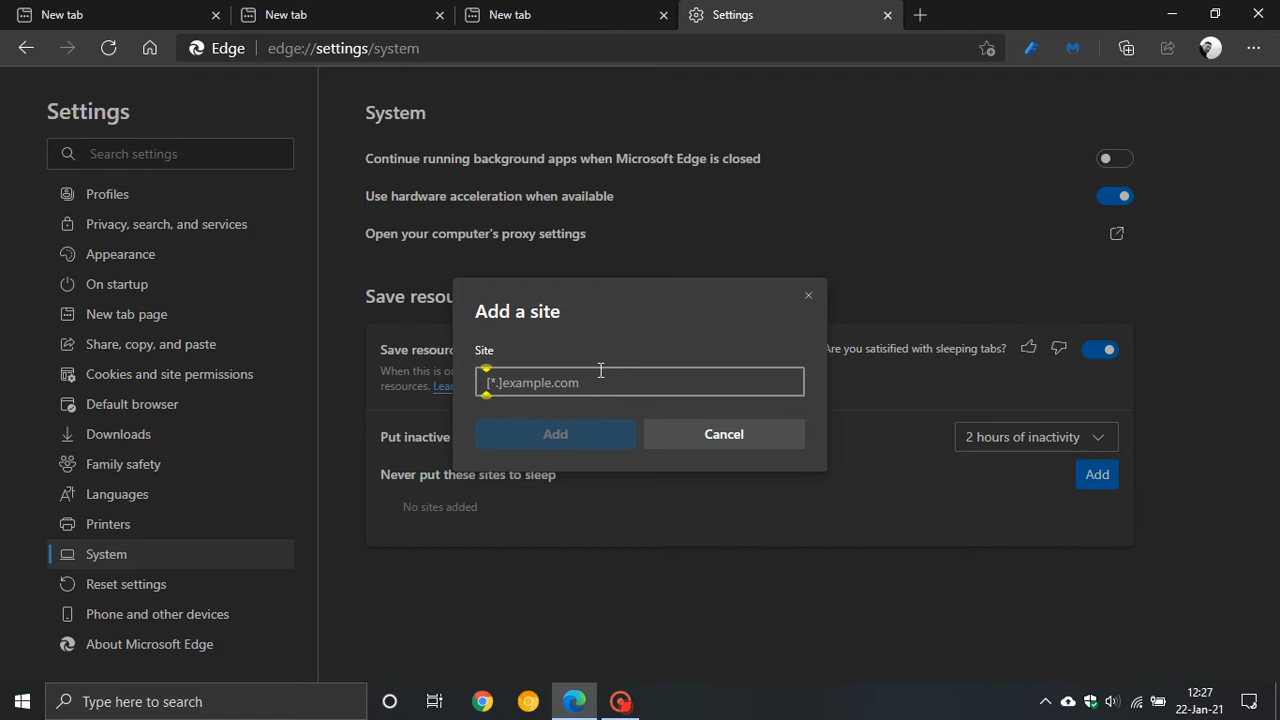 New tab
New tab
New tab
Settings
Edge
edge://settings/system
Settings
Search settings
Profiles
Privacy, search, and services
Appearance
On startup
New tab page
Share, copy, and paste
Cookies and site permissions
Default browser
Downloads
Family safety
Languages
Printers
System
Reset settings
Phone and other devices
About Microsoft Edge
System
Continue running background apps when Microsoft Edge is closed
Use hardware acceleration when available
Open your computer's proxy settings
Save
Save
Are you satisfied with sleeping tabs?
When this is
resources.
Put inactive
2 hours of inactivity
Never put these sites to sleep
Add
No sites added
Add a site
Site
[*.]example.com
Add
Cancel
Type here to search
12:27
22-Jan-21